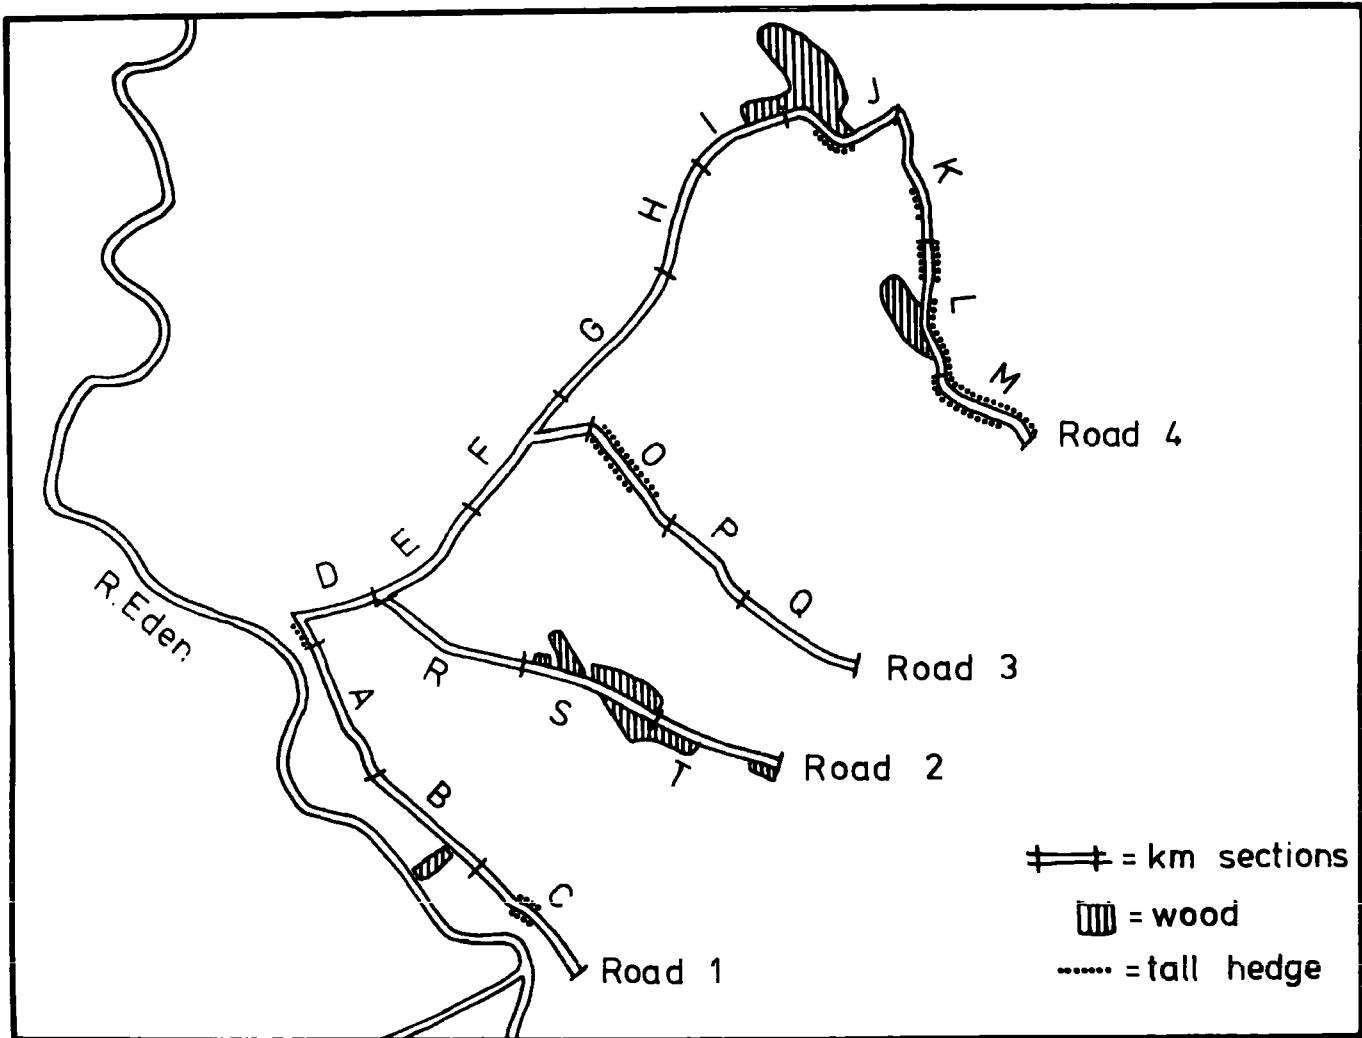 J
I
K
H
L
G
M
Road 4
F
O
E
P
D
Q
R. Eden
R
Road 3
A
S
T
Road 2
B
C
Road 1
= km sections
= wood
= tall hedge